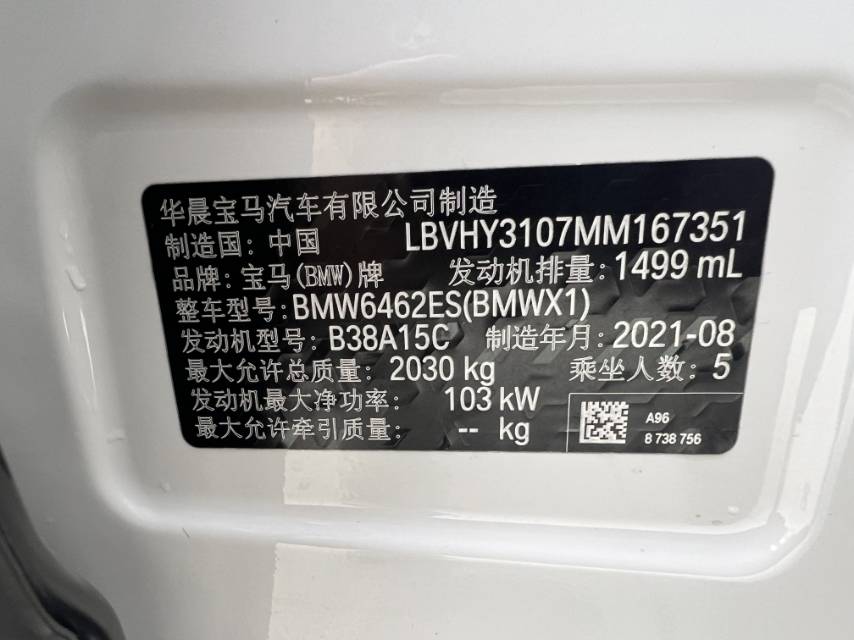 华晨宝马汽车有限公司制造
制造国: 中国 LBVHY3107MM167351
品牌: 宝马(BMW)牌 发动机排量: 1499 mL
整车型号: BMW6462ES(BMWX1)
发动机型号: B38A15C 制造年月: 2021-08
最大允许总质量: 2030 kg 乘坐人数: 5
发动机最大净功率: 103 kW
最大允许牵引质量: -- kg
A96
8 738 756